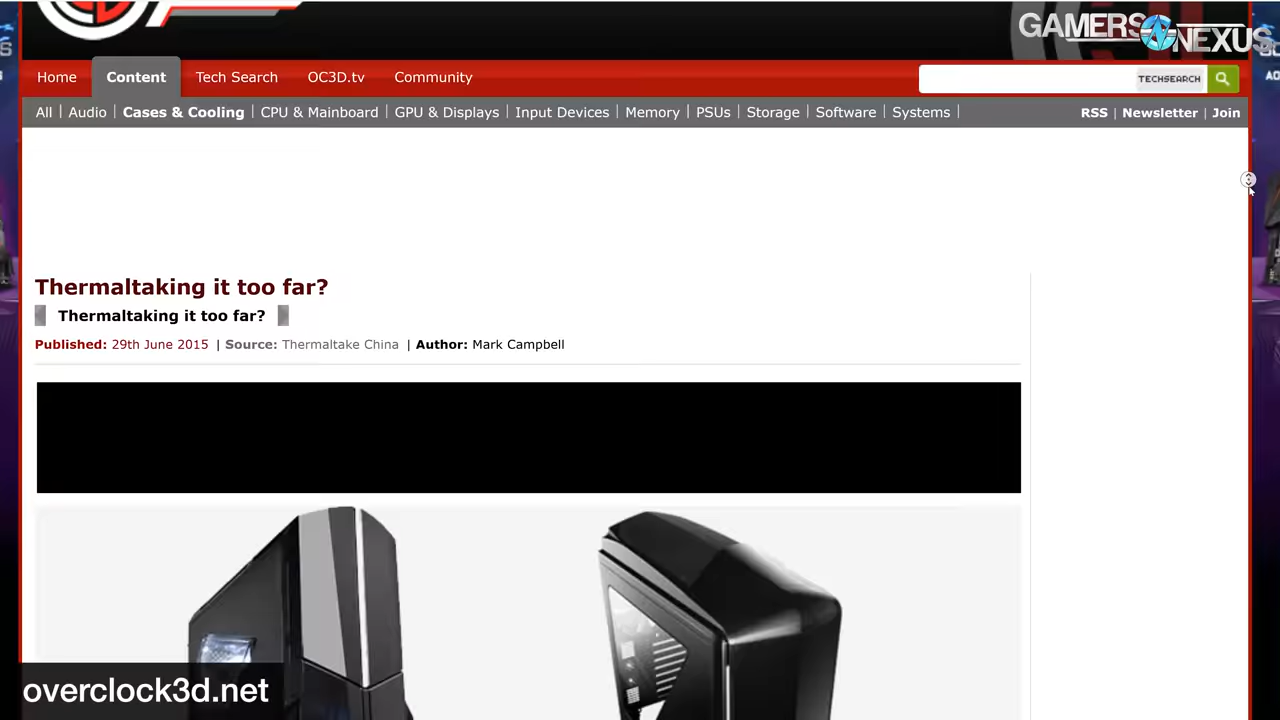 GAMERS NEXUS
Home Content Tech Search OC3D.tv Community TECHSEARCH
All | Audio | Cases & Cooling | CPU & Mainboard | GPU & Displays | Input Devices | Memory | PSUs | Storage | Software | Systems | RSS | Newsletter | Join
Thermaltaking it too far?
Thermaltaking it too far?
Published: 29th June 2015 | Source: Thermaltake China | Author: Mark Campbell
overclock3d.net